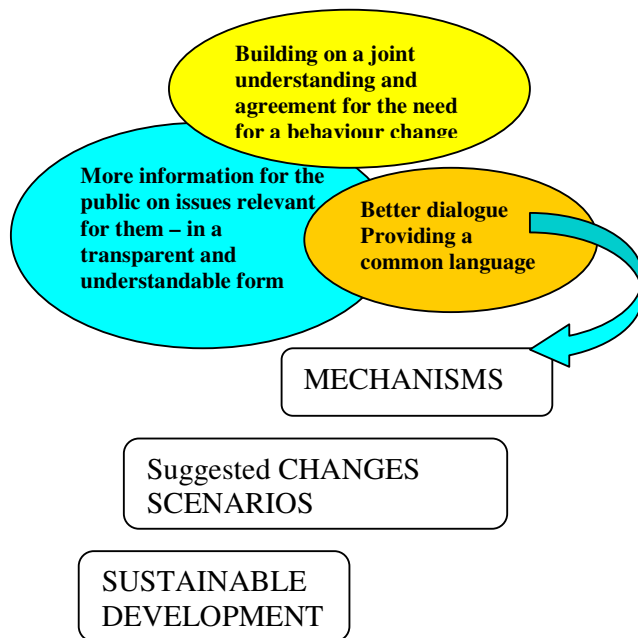 Building on a joint
understanding and
agreement for the need
for a behaviour change
More information for the
public on issues relevant
for them – in a
transparent and
understandable form
Better dialogue
Providing a
common language
MECHANISMS
Suggested CHANGES
SCENARIOS
SUSTAINABLE
DEVELOPMENT